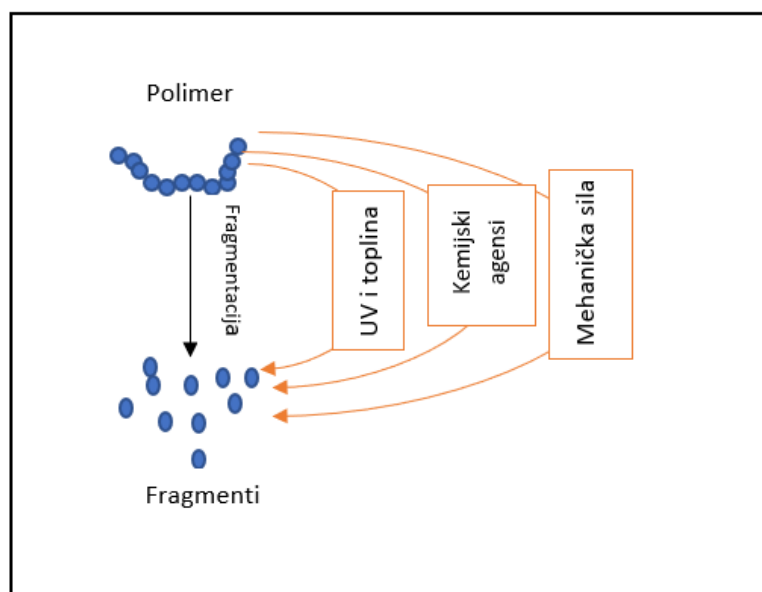 Polimer
Fragmentacija
UV i toplina
Kemijski
agensi
Mehanička sila
Fragmenti